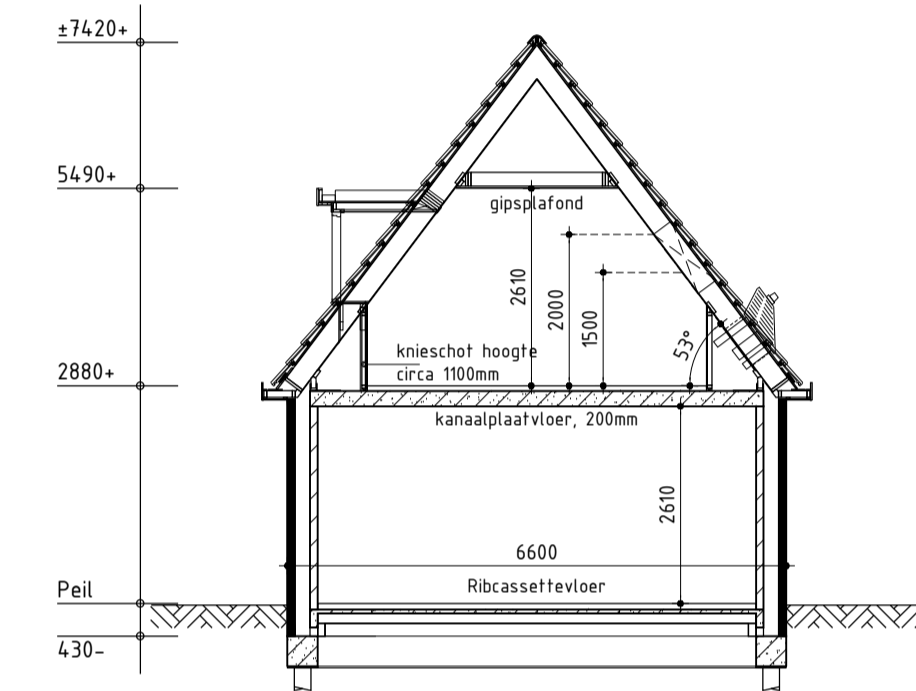 ±7420+
5490+
gipsplafond
2610
2000
1500
53°
knieschot hoogte
circa 1100mm
2880+
kanaalplaatvloer, 200mm
2610
6600
Ribcassettevloer
Peil
430-